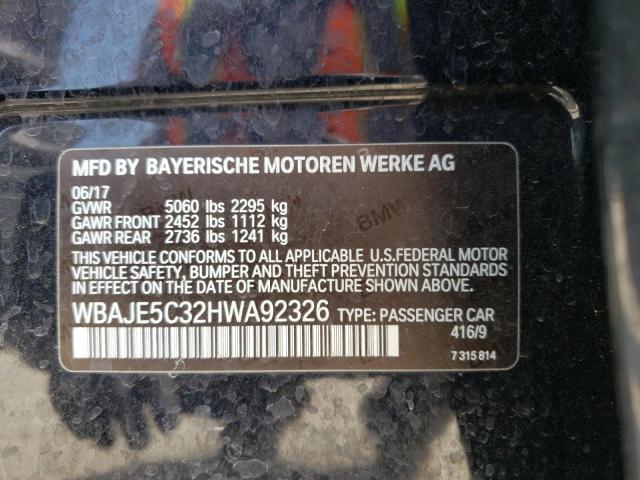 MFD BY BAYERISCHE MOTOREN WERKE AG
06/17
GVWR 5060 lbs 2295 kg
GAWR FRONT 2452 lbs 1112 kg
GAWR REAR 2736 lbs 1241 kg
THIS VEHICLE CONFORMS TO ALL APPLICABLE U.S.FEDERAL MOTOR
VEHICLE SAFETY, BUMPER AND THEFT PREVENTION STANDARDS
IN EFFECT ON THE DATE OF MANUFACTURE SHOWN ABOVE.
WBAJE5C32HWA92326 TYPE: PASSENGER CAR
416/9
7 315 814
BMW